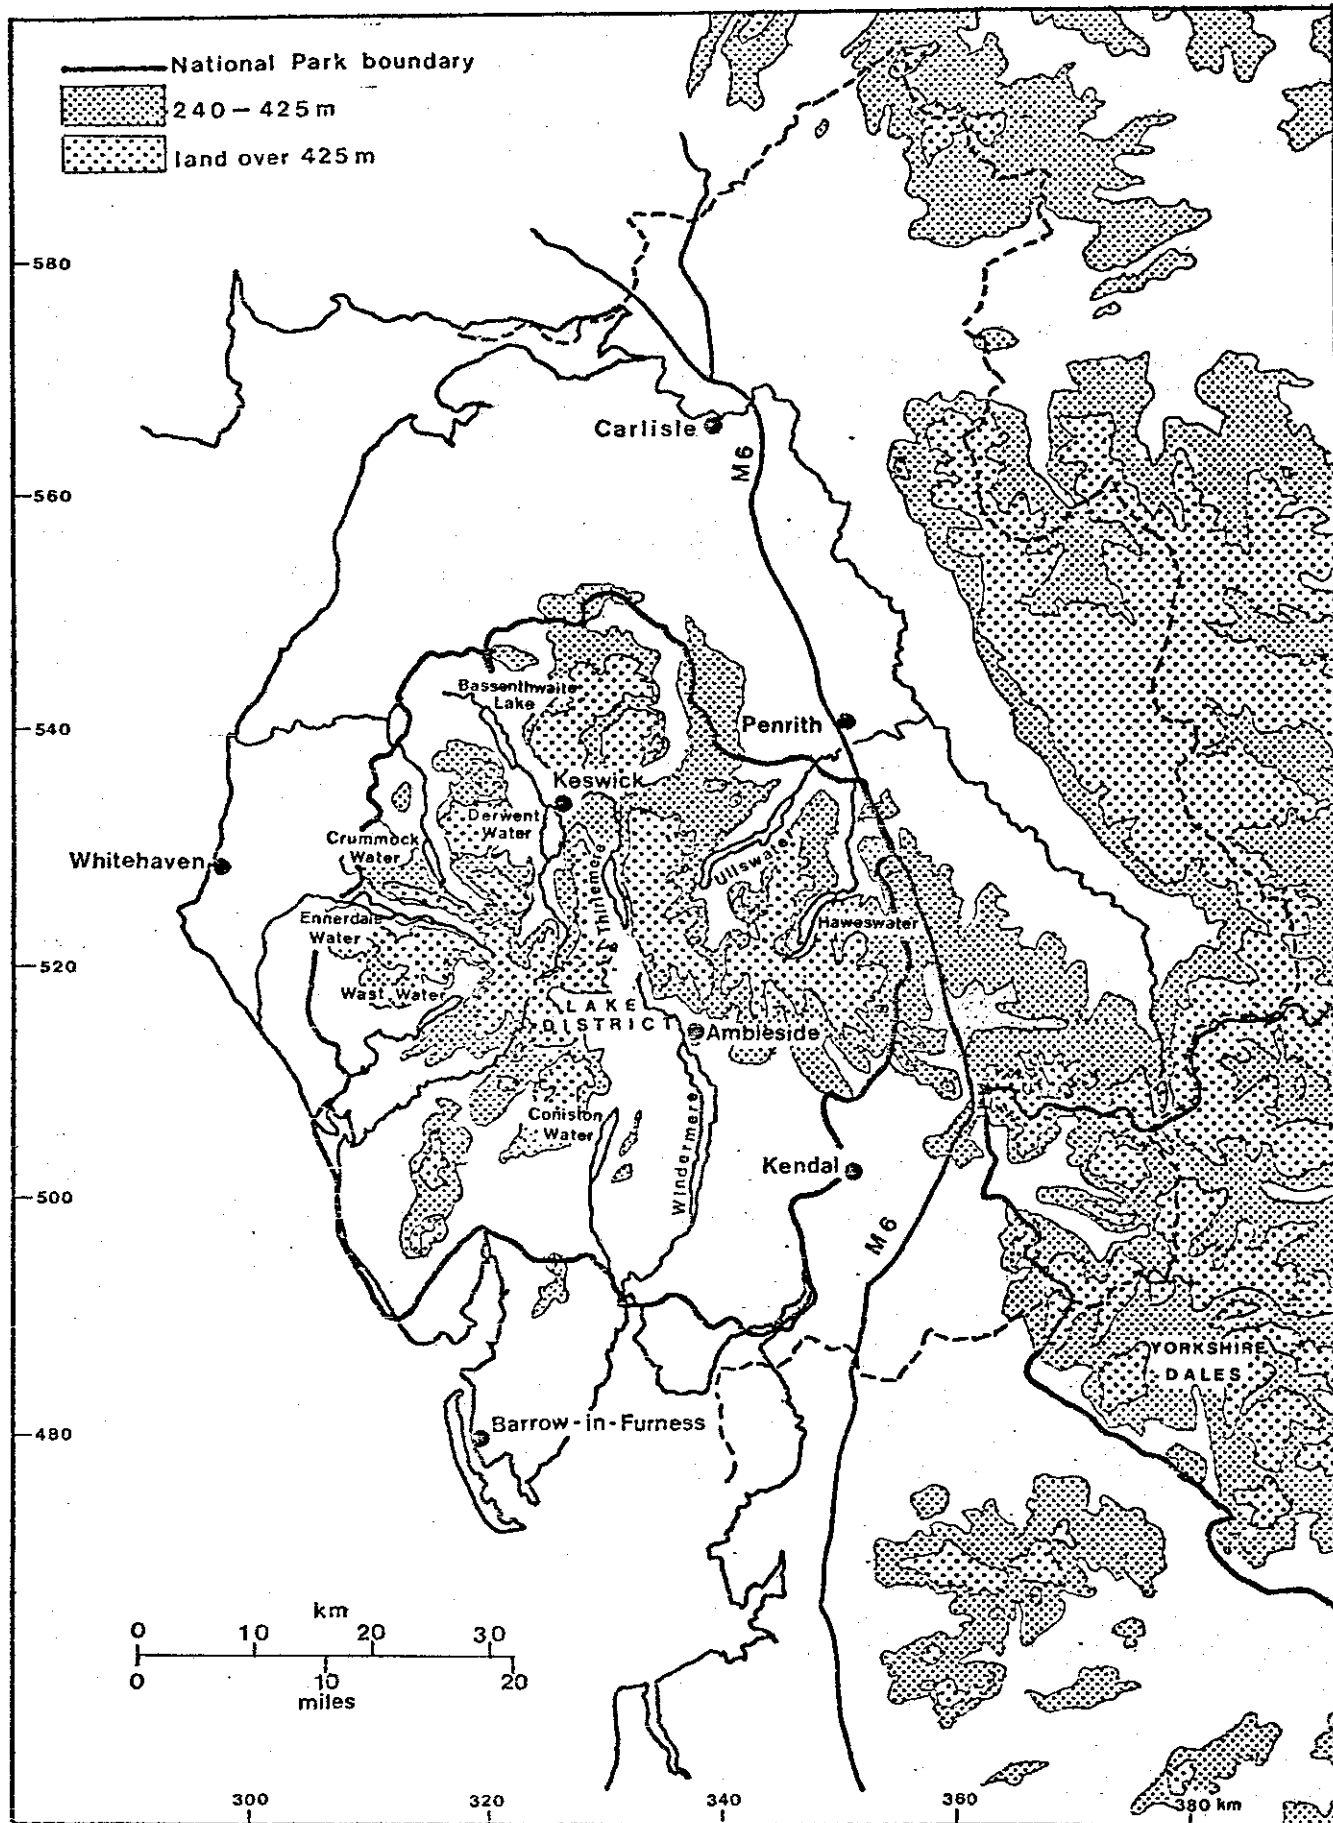 National Park boundary
240 – 425 m
land over 425 m
580
560
540
520
500
480
Carlisle
M6
Bassenthwaite
Lake
Penrith
Keswick
Derwent
Water
Crummock
Water
Whitehaven
Thirlmere
Ullswater
Haweswater
Ennerdale
Water
Wast Water
LAKE
DISTRICT
Ambleside
Coniston
Water
Windermere
Kendal
M6
YORKSHIRE
DALES
Barrow-in-Furness
km
0 10 20 30
0 10 20
miles
300 320 340 360 380 km